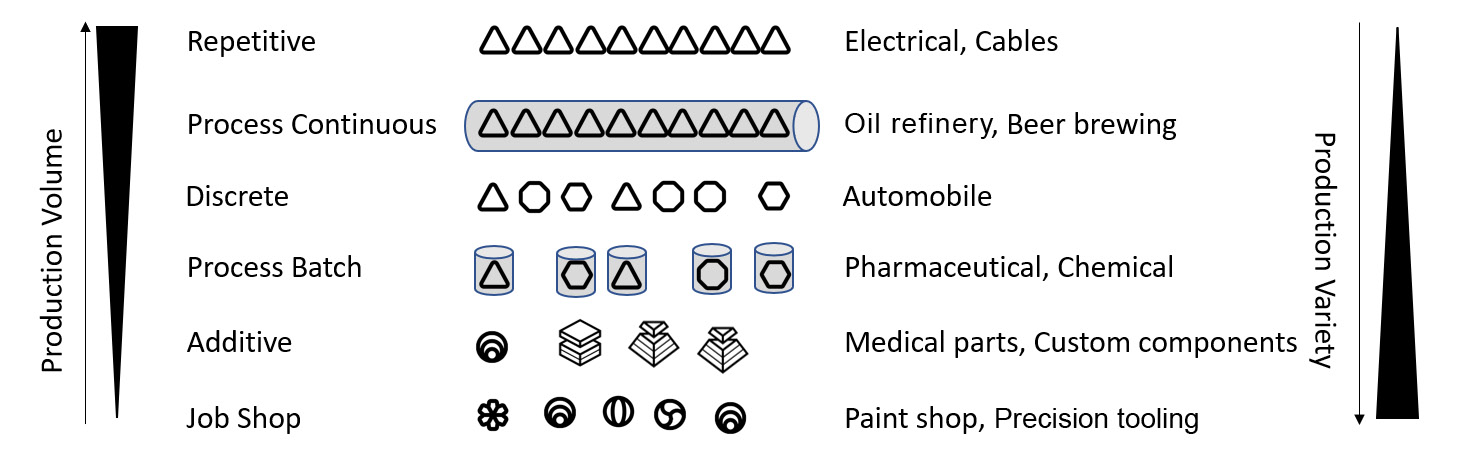 Production Volume
Repetitive
Electrical, Cables
Process Continuous
Oil refinery, Beer brewing
Discrete
Automobile
Process Batch
Pharmaceutical, Chemical
Additive
Medical parts, Custom components
Job Shop
Paint shop, Precision tooling
Production Variety